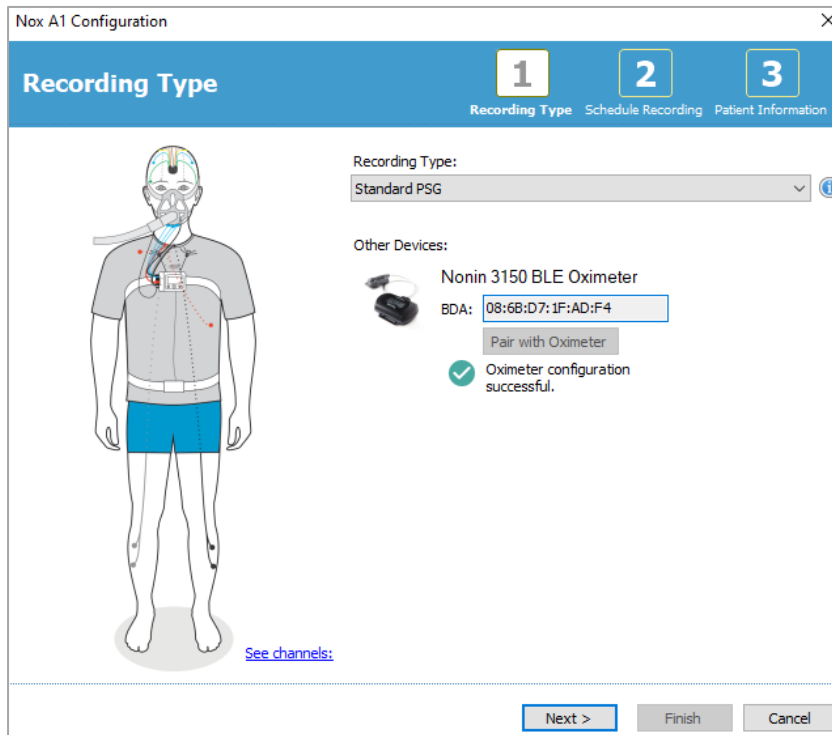 Nox A1 Configuration
Recording Type
1
Recording Type
2
Schedule Recording
3
Patient Information
Recording Type:
Standard PSG
Other Devices:
Nonin 3150 BLE Oximeter
BDA: 08:6B:D7:1F:AD:F4
Pair with Oximeter
Oximeter configuration
successful.
See channels:
Next >
Finish
Cancel